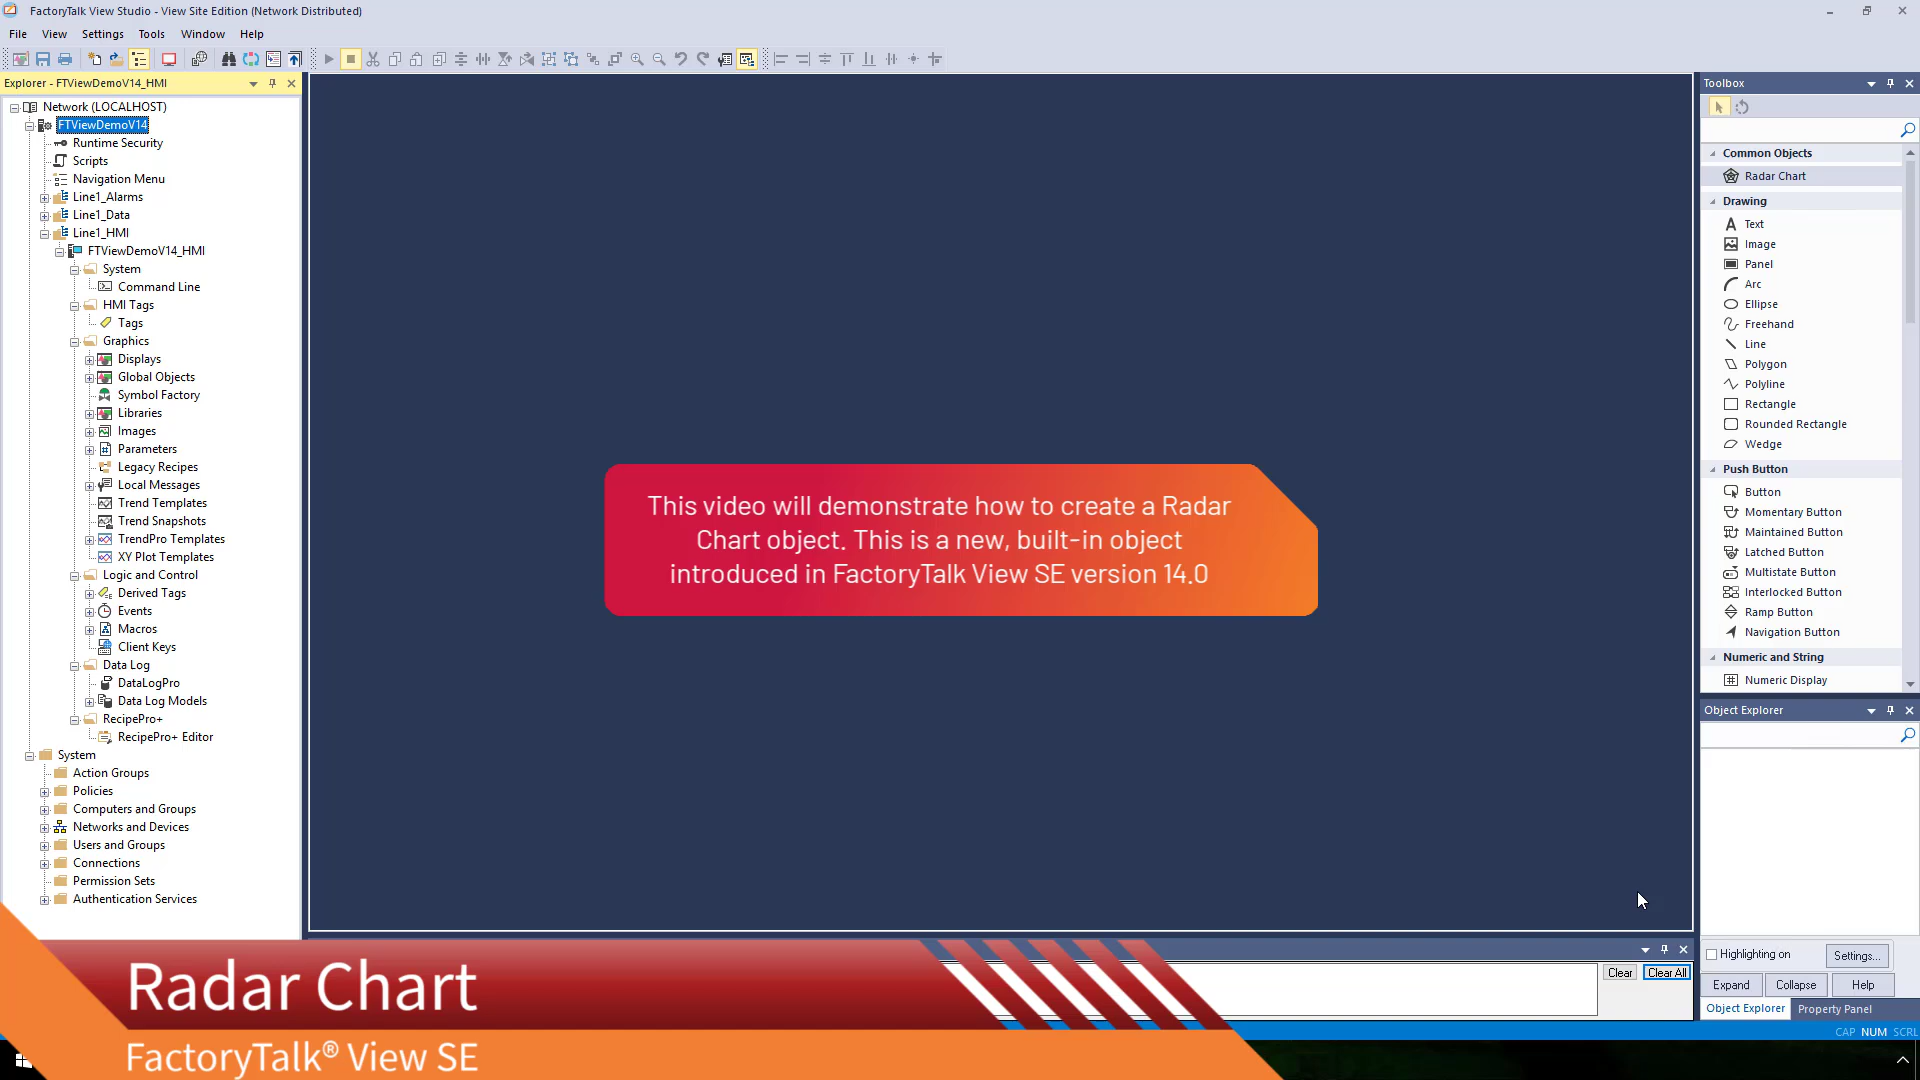 FactoryTalk View Studio - View Site Edition (Network Distributed)
File View Settings Tools Window Help
Explorer - FTViewDemoV14_HMI
Network (LOCALHOST)
FTViewDemoV14
Runtime Security
Scripts
Navigation Menu
Line1_Alarms
Line1_Data
Line1_HMI
FTViewDemoV14_HMI
System
Command Line
HMI Tags
Tags
Graphics
Displays
Global Objects
Symbol Factory
Libraries
Images
Parameters
Legacy Recipes
Local Messages
Trend Templates
Trend Snapshots
TrendPro Templates
XY Plot Templates
Logic and Control
Derived Tags
Events
Macros
Client Keys
Data Log
DataLogPro
Data Log Models
RecipePro+
RecipePro+ Editor
System
Action Groups
Policies
Computers and Groups
Networks and Devices
Users and Groups
Connections
Permission Sets
Authentication Services
This video will demonstrate how to create a Radar
Chart object. This is a new, built-in object
introduced in FactoryTalk View SE version 14.0
Toolbox
Common Objects
Radar Chart
Drawing
Text
Image
Panel
Arc
Ellipse
Freehand
Line
Polygon
Polyline
Rectangle
Rounded Rectangle
Wedge
Push Button
Button
Momentary Button
Maintained Button
Latched Button
Multistate Button
Interlocked Button
Ramp Button
Navigation Button
Numeric and String
Numeric Display
Object Explorer
Highlighting on
Settings...
Expand Collapse Help
Object Explorer Property Panel
Clear Clear All
CAP NUM SCRL
Radar Chart
FactoryTalk® View SE